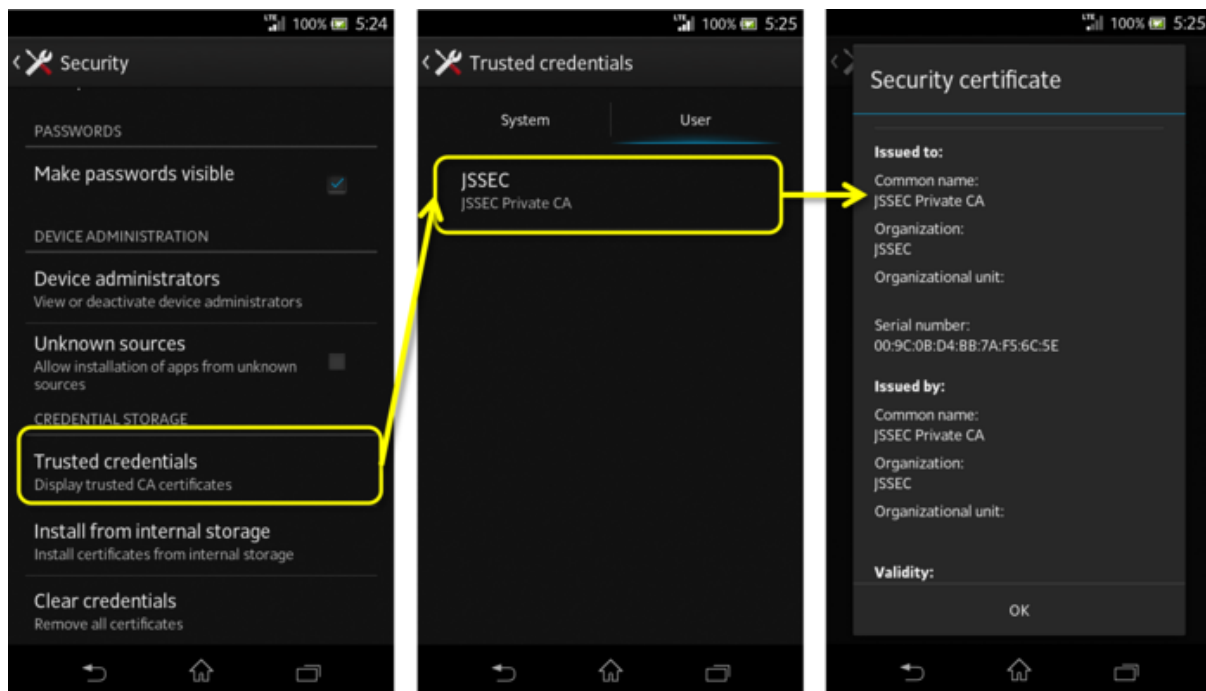 LTE 100% 5:24
Security
PASSWORDS
Make passwords visible
DEVICE ADMINISTRATION
Device administrators
View or deactivate device administrators
Unknown sources
Allow installation of apps from unknown
sources
CREDENTIAL STORAGE
Trusted credentials
Display trusted CA certificates
Install from internal storage
Install certificates from internal storage
Clear credentials
Remove all certificates
LTE 100% 5:25
Trusted credentials
System User
JSSEC
JSSEC Private CA
LTE 100% 5:25
Security certificate
Issued to:
Common name:
JSSEC Private CA
Organization:
JSSEC
Organizational unit:
Serial number:
00:9C:0B:D4:BB:7A:F5:6C:5E
Issued by:
Common name:
JSSEC Private CA
Organization:
JSSEC
Organizational unit:
Validity:
OK